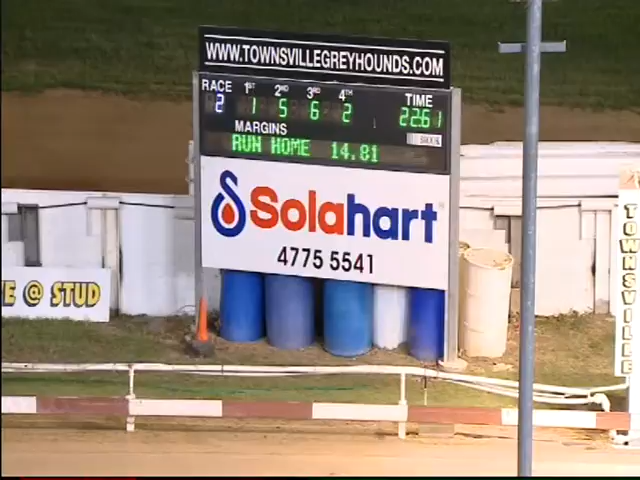 WWW.TOWNSVILLEGREYHOUNDS.COM
RACE 1ST 2ND 3RD 4TH TIME
2 1 5 6 2 22.61
MARGINS
RUN HOME 14.81
Solahart
4775 5541
E @ STUD
TOWNSVILLE